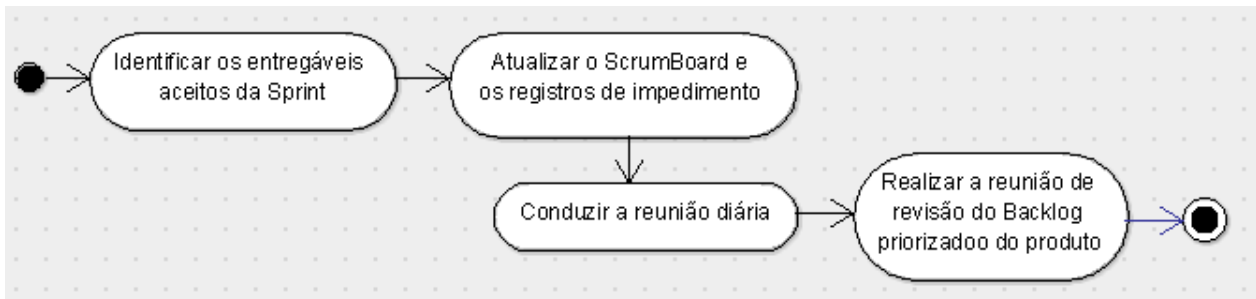 Identificar os entregáveis
aceitos da Sprint
Atualizar o ScrumBoard e
os registros de impedimento
Conduzir a reunião diária
Realizar a reunião de
revisão do Backlog
priorizadoo do produto